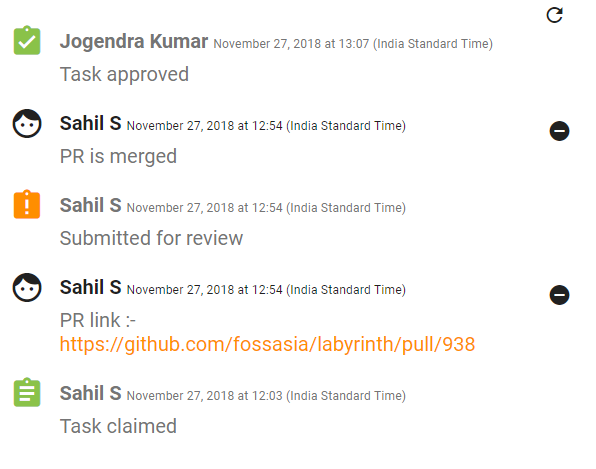 Jogendra Kumar November 27, 2018 at 13:07 (India Standard Time)
Task approved
Sahil S November 27, 2018 at 12:54 (India Standard Time)
PR is merged
Sahil S November 27, 2018 at 12:54 (India Standard Time)
Submitted for review
Sahil S November 27, 2018 at 12:54 (India Standard Time)
PR link :-
https://github.com/fossasia/labyrinth/pull/938
Sahil S November 27, 2018 at 12:03 (India Standard Time)
Task claimed